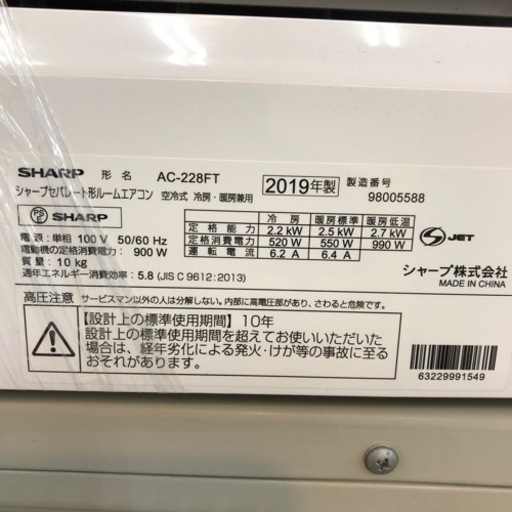 SHARP 形名 AC-228FT 2019年製 製造番号 98005588
シャープセパレート形ルームエアコン 空冷式 冷房・暖房兼用
PSE SHARP
冷房 暖房標準 暖房低温
定格能力 2.2 kW 2.5 kW 2.7 kW
定格消費電力 520 W 550 W 990 W
運転電流 6.2 A 6.4 A
S JET
電源:単相 100 V 50/60 Hz
電動機の定格消費電力: 900 W
質量:10 kg
通年エネルギー消費効率:5.8 (JIS C 9612:2013)
シャープ株式会社
MADE IN CHINA
高圧注意 サービスマン以外の人は分解しない。内部に高電圧部があり、さわると危険です。
【設計上の標準使用期間】10年
設計上の標準使用期間を超えてお使いいただいた
場合は、経年劣化による発火・けが等の事故に至る
おそれがあります。
63229991549